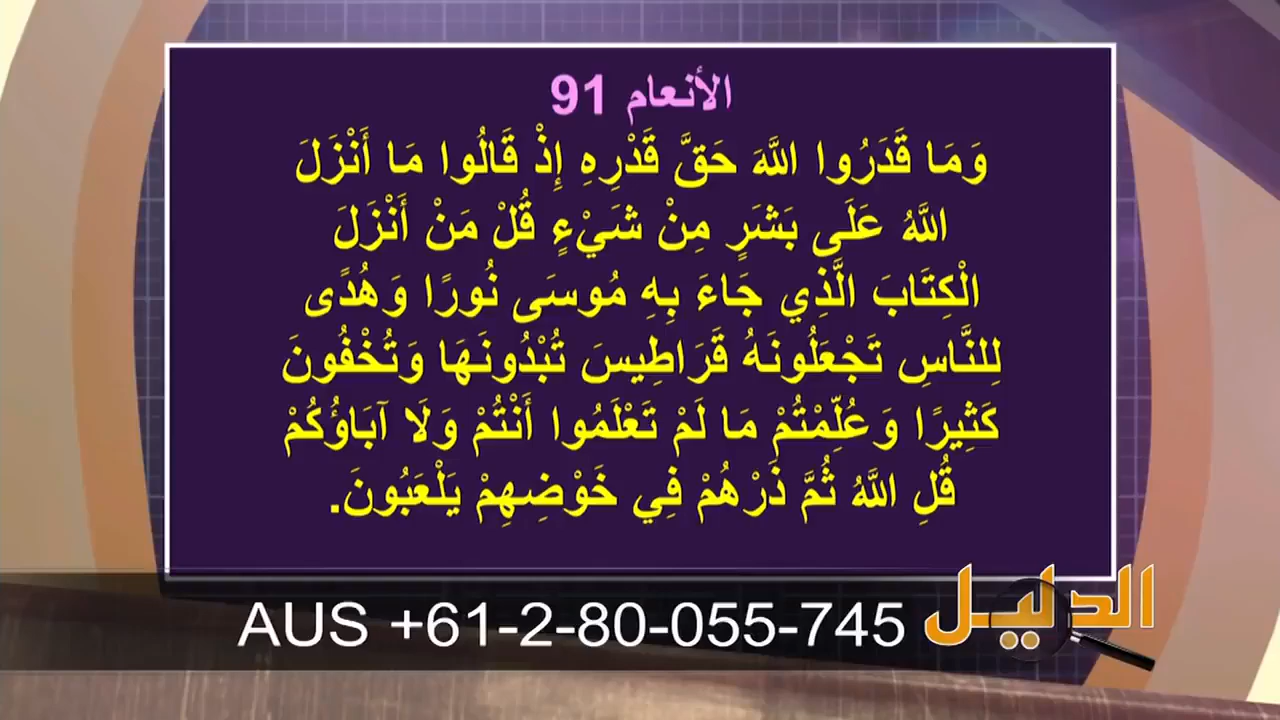 الأنعام 91
وَمَا قَدَرُوا اللَّهَ حَقَّ قَدْرِهِ إِذْ قَالُوا مَا أَنْزَلَ
اللَّهُ عَلَى بَشَرٍ مِنْ شَيْءٍ قُلْ مَنْ أَنْزَلَ
الْكِتَابَ الَّذِي جَاءَ بِهِ مُوسَى نُورًا وَهُدًى
لِلنَّاسِ تَجْعَلُونَهُ قَرَاطِيسَ تُبْدُونَهَا وَتُخْفُونَ
كَثِيرًا وَعُلِّمْتُمْ مَا لَمْ تَعْلَمُوا أَنْتُمْ وَلَا آبَاؤُكُمْ
قُلِ اللَّهُ ثُمَّ ذَرْهُمْ فِي خَوْضِهِمْ يَلْعَبُونَ.
AUS +61-2-80-055-745
الدليل